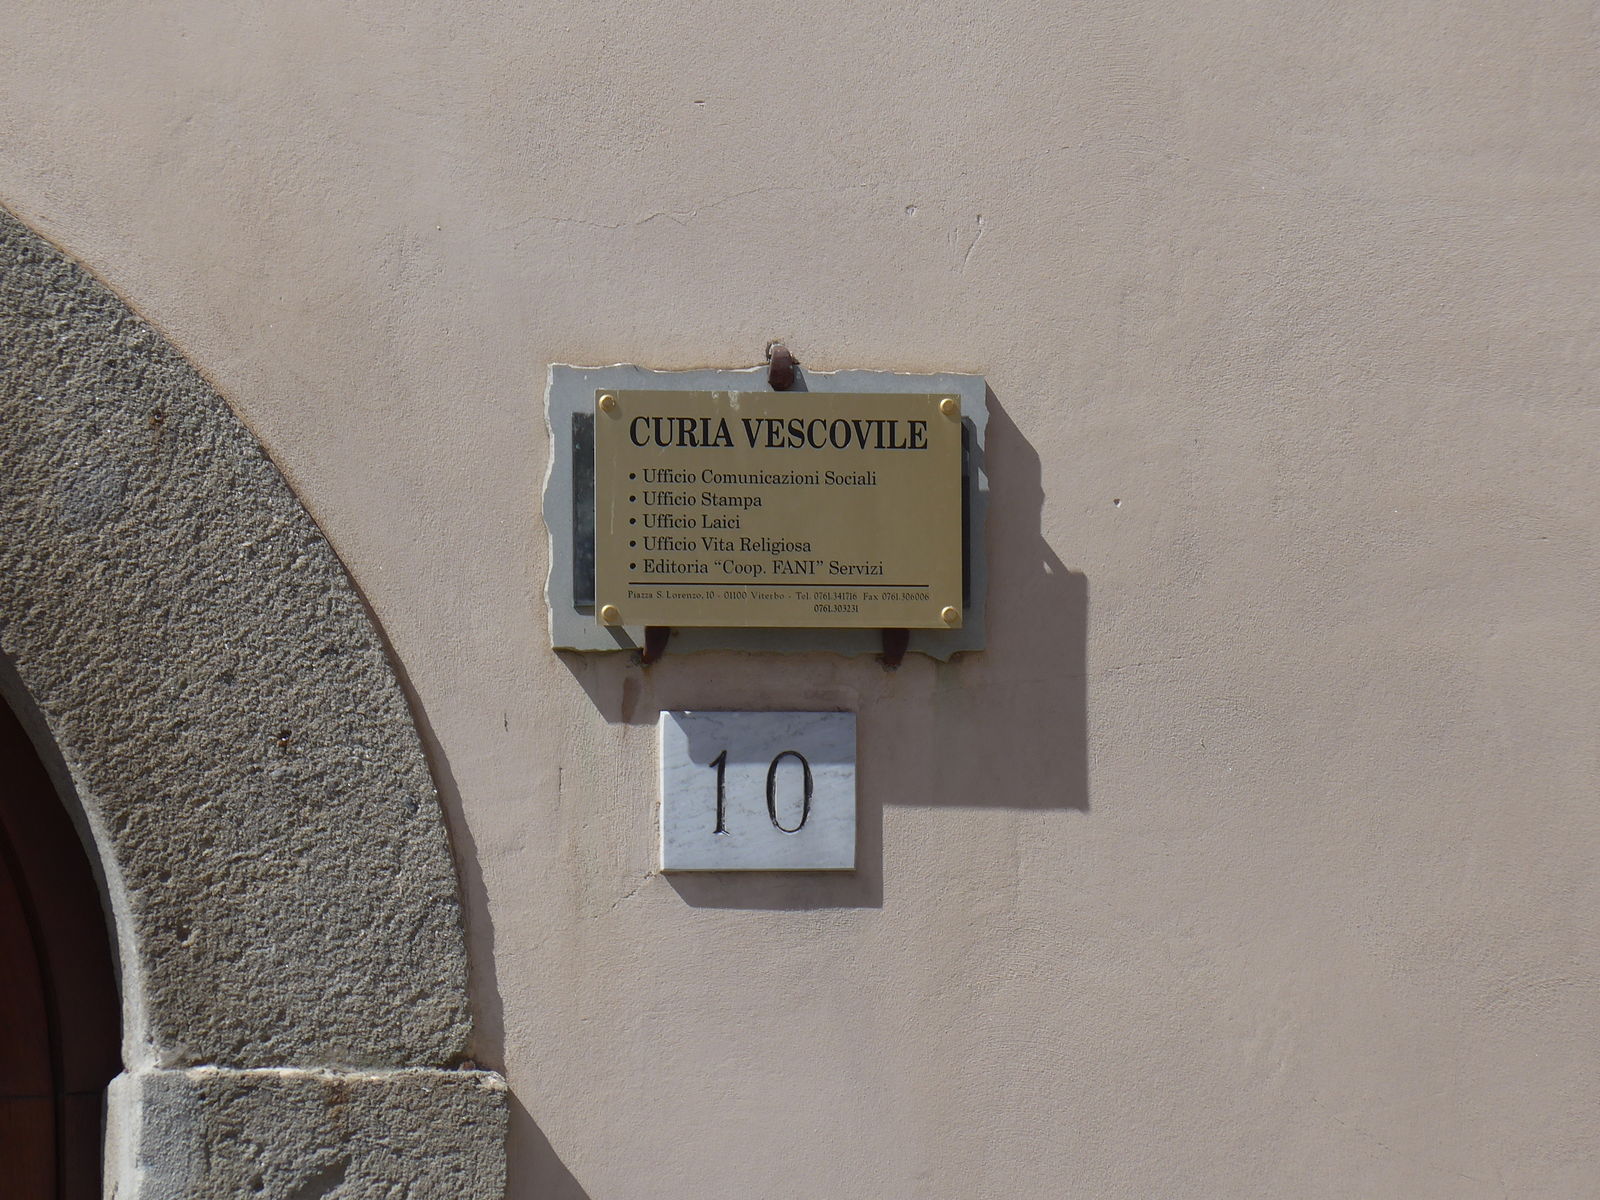 CURIA VESCOVILE
• Ufficio Comunicazioni Sociali
• Ufficio Stampa
• Ufficio Laici
• Ufficio Vita Religiosa
• Editoria “Coop. FANI” Servizi
Piazza S. Lorenzo, 10 - 01100 Viterbo - Tel. 0761.341716 Fax 0761.306006
0761.303231
10